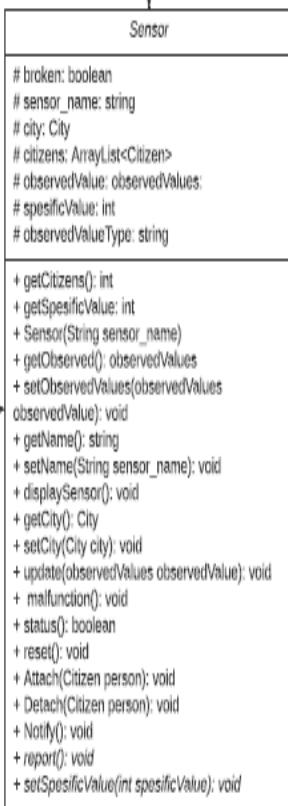 Sensor
# broken: boolean
# sensor_name: string
# city: City
# citizens: ArrayList<Citizen>
# observedValue: observedValues:
# spesificValue: int
# observedValueType: string
+ getCitizens(): int
+ getSpesificValue: int
+ Sensor(String sensor_name)
+ getObserved(): observedValues
+ setObservedValues(observedValues
observedValue): void
+ getName(): string
+ setName(String sensor_name): void
+ displaySensor(): void
+ getCity(): City
+ setCity(City city): void
+ update(observedValues observedValue): void
+ malfunction(): void
+ status(): boolean
+ reset(): void
+ Attach(Citizen person): void
+ Detach(Citizen person): void
+ Notify(): void
+ report(): void
+ setSpesificValue(int spesificValue): void